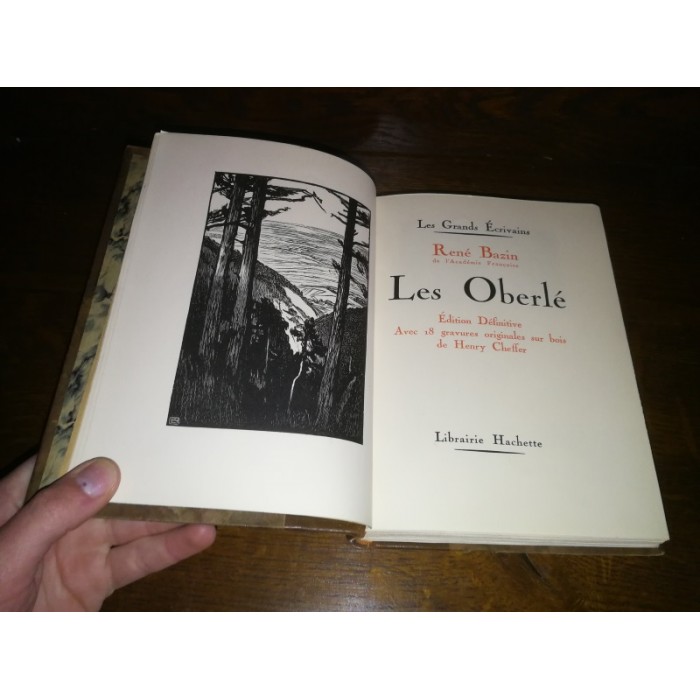 Les Grands Écrivains
René Bazin
de l'Académie Française
Les Oberlé
Édition Définitive
Avec 18 gravures originales sur bois
de Henry Cheffer
Librairie Hachette